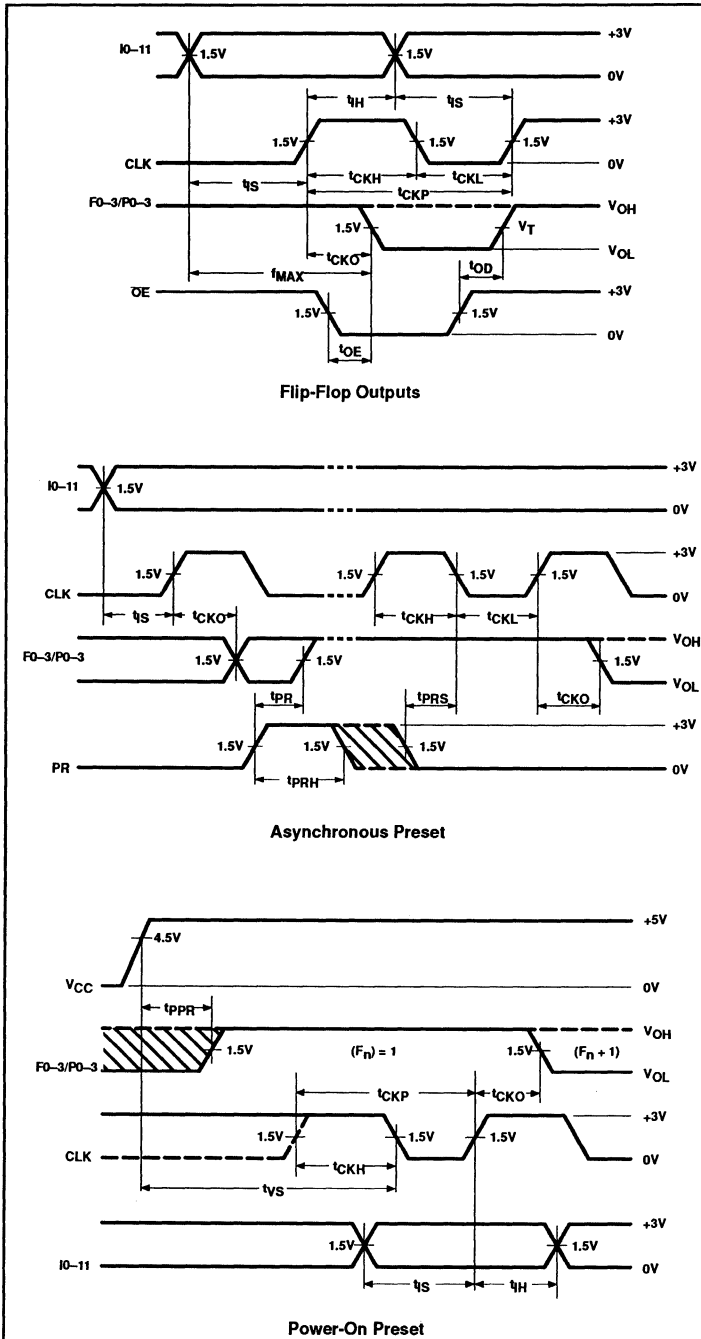 +3V
I0–11
1.5V
1.5V
0V
tIH
tIS
+3V
1.5V
1.5V
1.5V
CLK
0V
tCKH
tCKL
tIS
tCKP
F0–3/P0–3
VOH
1.5V
VT
VOL
tCKO
tOD
fMAX
OE
+3V
1.5V
1.5V
0V
tOE
Flip-Flop Outputs
+3V
I0–11
1.5V
0V
+3V
1.5V
1.5V
1.5V
1.5V
CLK
0V
tIS
tCKO
tCKH
tCKL
VOH
F0–3/P0–3
1.5V
1.5V
1.5V
VOL
tPR
tPRS
tCKO
+3V
1.5V
1.5V
1.5V
PR
0V
tPRH
Asynchronous Preset
+5V
4.5V
VCC
0V
tPPR
VOH
1.5V
(Fn) = 1
1.5V
(Fn + 1)
F0–3/P0–3
VOL
tCKP
tCKO
+3V
1.5V
1.5V
1.5V
CLK
0V
tCKH
tVS
+3V
1.5V
1.5V
I0–11
0V
tIS
tIH
Power-On Preset